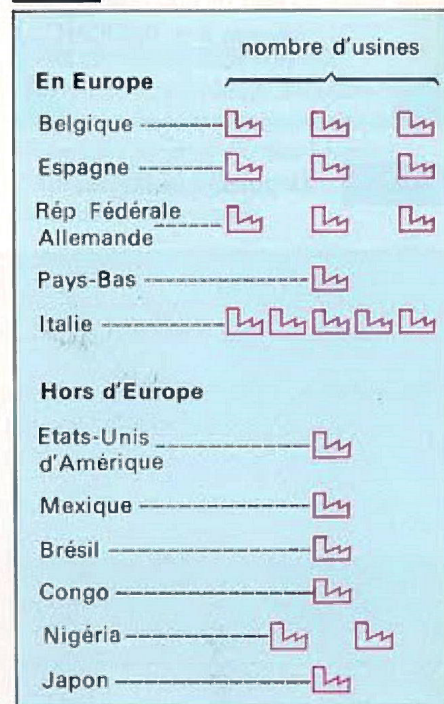 nombre d'usines
En Europe
Belgique
Espagne
Rép Fédérale
Allemande
Pays-Bas
Italie
Hors d'Europe
Etats-Unis
d'Amérique
Mexique
Brésil
Congo
Nigéria
Japon